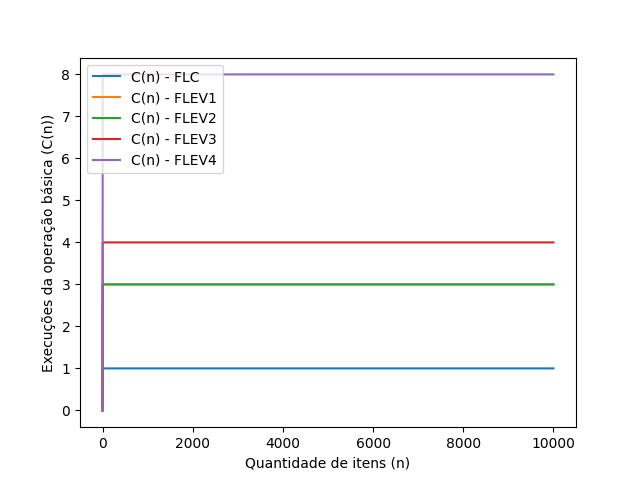 8
7
6
5
4
3
2
1
0
Execuções da operação básica (C(n))
C(n) - FLC
C(n) - FLEV1
C(n) - FLEV2
C(n) - FLEV3
C(n) - FLEV4
0 2000 4000 6000 8000 10000
Quantidade de itens (n)